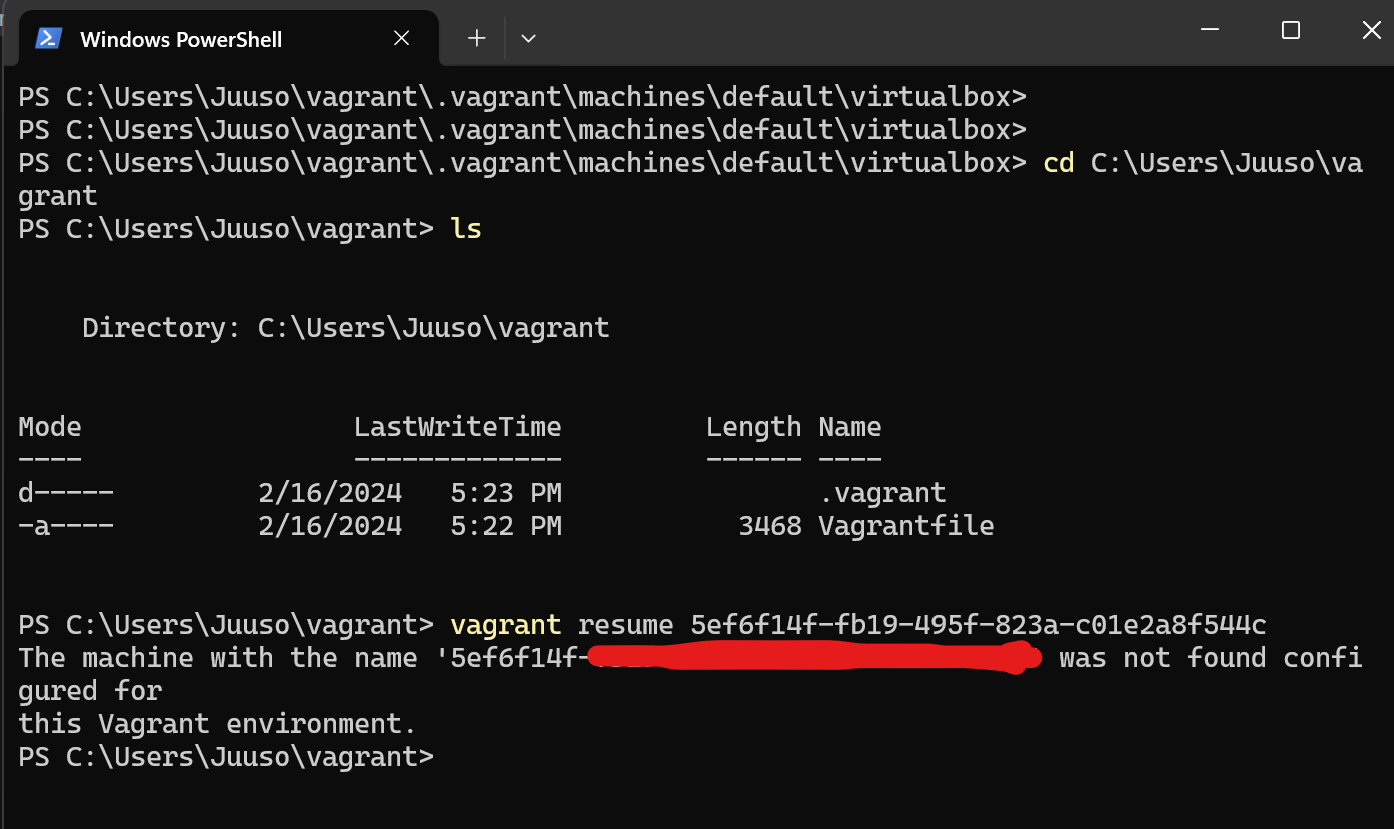 Windows PowerShell
PS C:\Users\Juuso\vagrant\.vagrant\machines\default\virtualbox>
PS C:\Users\Juuso\vagrant\.vagrant\machines\default\virtualbox>
PS C:\Users\Juuso\vagrant\.vagrant\machines\default\virtualbox> cd C:\Users\Juuso\va
grant
PS C:\Users\Juuso\vagrant> ls
Directory: C:\Users\Juuso\vagrant
Mode LastWriteTime Length Name
---- ------------- ------ ----
d----- 2/16/2024 5:23 PM .vagrant
-a---- 2/16/2024 5:22 PM 3468 Vagrantfile
PS C:\Users\Juuso\vagrant> vagrant resume 5ef6f14f-fb19-495f-823a-c01e2a8f544c
The machine with the name '5ef6f14f- was not found confi
gured for
this Vagrant environment.
PS C:\Users\Juuso\vagrant>